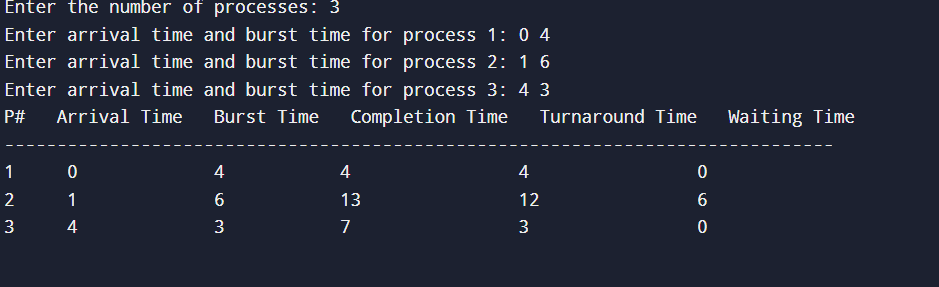 Enter the number of processes: 3
Enter arrival time and burst time for process 1: 0 4
Enter arrival time and burst time for process 2: 1 6
Enter arrival time and burst time for process 3: 4 3
P#   Arrival Time   Burst Time   Completion Time   Turnaround Time   Waiting Time
-------------------------------------------------------------------------------
1     0             4           4                4                0
2     1             6           13               12               6
3     4             3           7                3                0